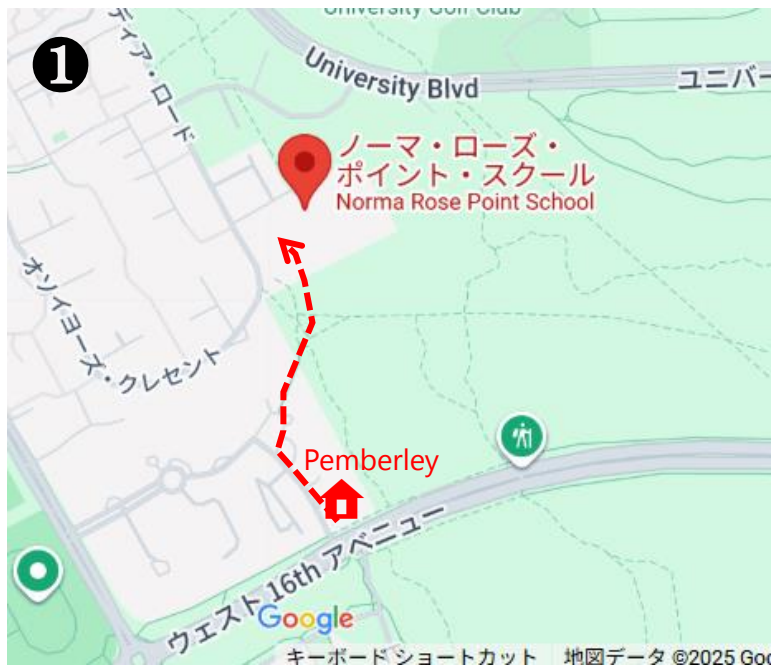 University Golf Club
❶
University Blvd
ユニバー
ディア・ロード
ノーマ・ローズ・
ポイント・スクール
Norma Rose Point School
オソイヨーズ・クレセント
Pemberley
ウェスト 16th アベニュー
Google
キーボード ショートカット 地図データ ©2025 Goo